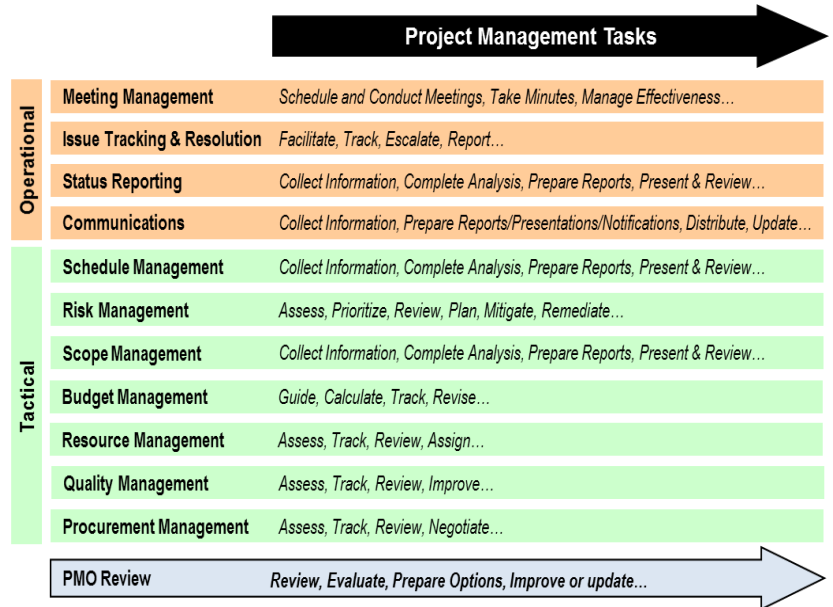 Project Management Tasks
Operational
Meeting Management Schedule and Conduct Meetings, Take Minutes, Manage Effectiveness…
Issue Tracking & Resolution Facilitate, Track, Escalate, Report…
Status Reporting Collect Information, Complete Analysis, Prepare Reports, Present & Review…
Communications Collect Information, Prepare Reports/Presentations/Notifications, Distribute, Update…
Tactical
Schedule Management Collect Information, Complete Analysis, Prepare Reports, Present & Review…
Risk Management Assess, Prioritize, Review, Plan, Mitigate, Remediate…
Scope Management Collect Information, Complete Analysis, Prepare Reports, Present & Review…
Budget Management Guide, Calculate, Track, Revise…
Resource Management Assess, Track, Review, Assign…
Quality Management Assess, Track, Review, Improve…
Procurement Management Assess, Track, Review, Negotiate…
PMO Review Review, Evaluate, Prepare Options, Improve or update…